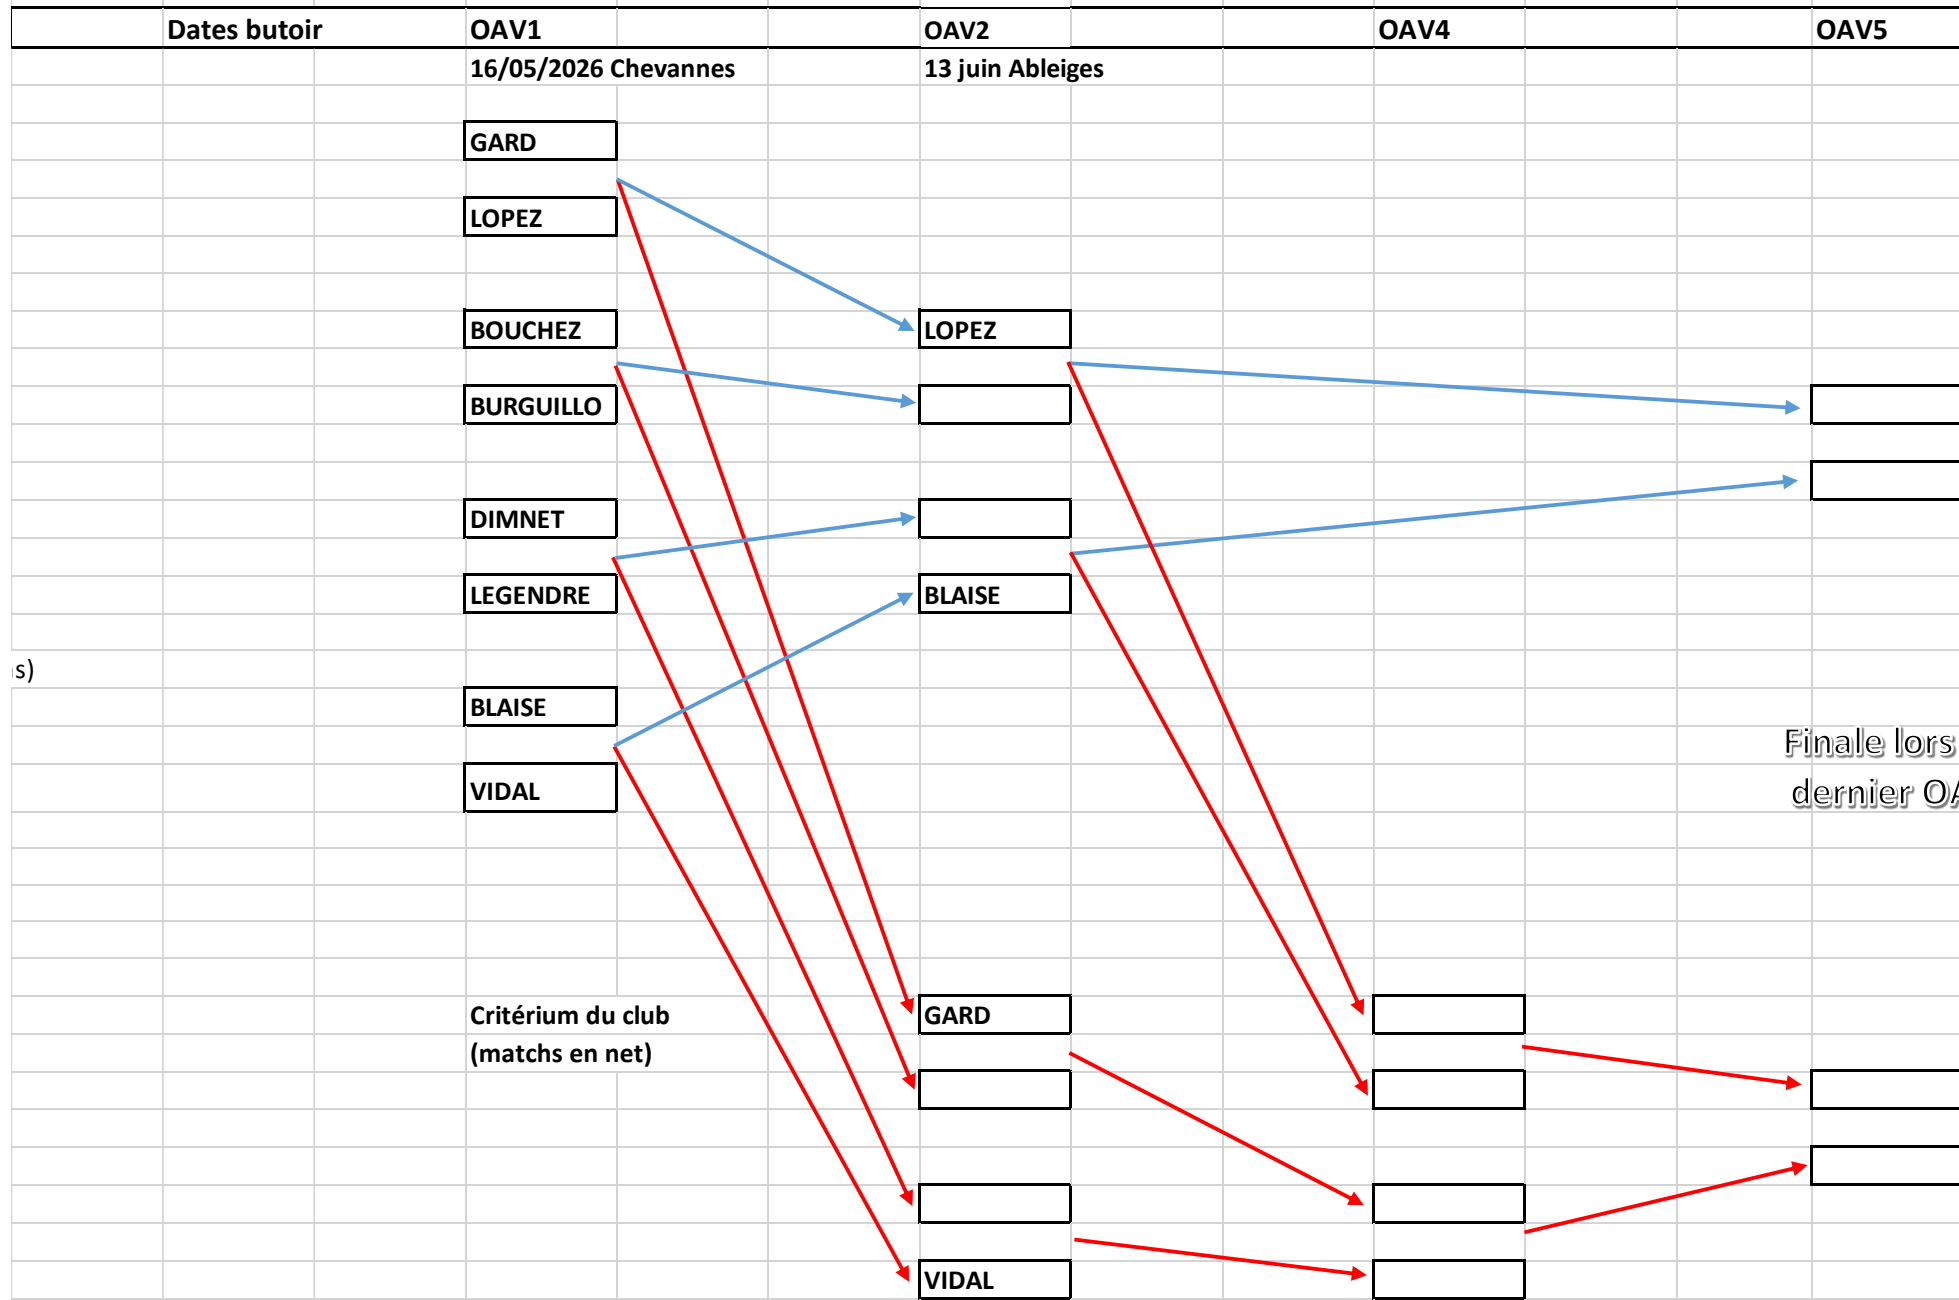 Dates butoir OAV1 OAV2 OAV4 OAV5
16/05/2026 Chevannes 13 juin Ableiges
GARD
LOPEZ
BOUCHEZ LOPEZ
BURGUILLO
DIMNET
LEGENDRE BLAISE
s)
BLAISE
Finale lors
VIDAL
dernier OA
Critérium du club GARD
(matchs en net)
VIDAL